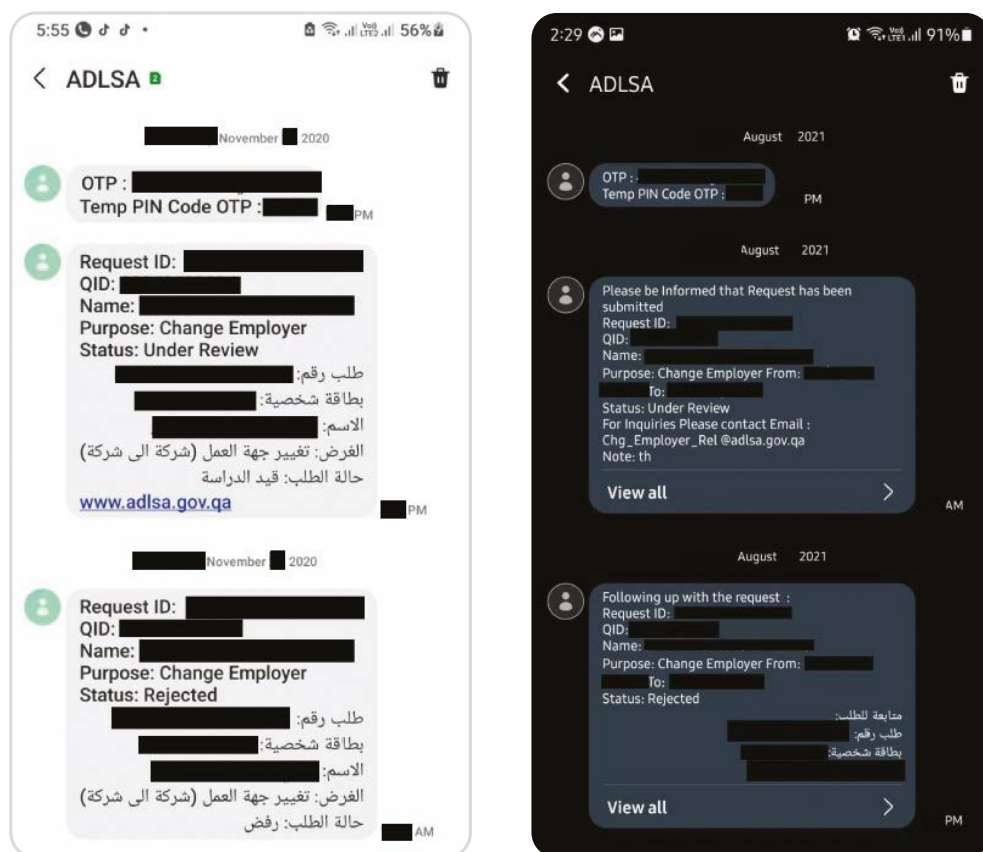 5:55 56%
ADLSA 2
November 2020
OTP :
Temp PIN Code OTP :
PM
Request ID:
QID:
Name:
Purpose: Change Employer
Status: Under Review
طلب رقم:
بطاقة شخصية:
الاسم:
الغرض: تغيير جهة العمل (شركة الى شركة)
حالة الطلب: قيد الدراسة
www.adlsa.gov.qa
PM
November 2020
Request ID:
QID:
Name:
Purpose: Change Employer
Status: Rejected
طلب رقم:
بطاقة شخصية:
الاسم:
الغرض: تغيير جهة العمل (شركة الى شركة)
حالة الطلب: رفض
AM
2:29 91%
ADLSA
August 2021
OTP :
Temp PIN Code OTP :
PM
August 2021
Please be Informed that Request has been
submitted
Request ID:
QID:
Name:
Purpose: Change Employer From:
To:
Status: Under Review
For Inquiries Please contact Email :
Chg_Employer_Rel @adlsa.gov.qa
Note: th
View all
AM
August 2021
Following up with the request :
Request ID:
QID:
Name:
Purpose: Change Employer From:
To:
Status: Rejected
متابعة للطلب:
طلب رقم:
بطاقة شخصية:
View all
PM